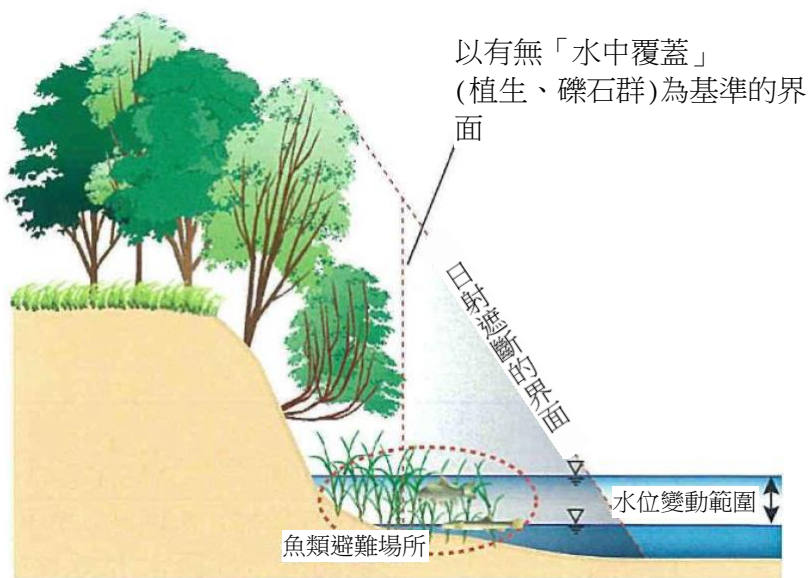 以有無「水中覆蓋」
(植生、礫石群)為基準的界
面
日射遮斷的界面
水位變動範圍
魚類避難場所